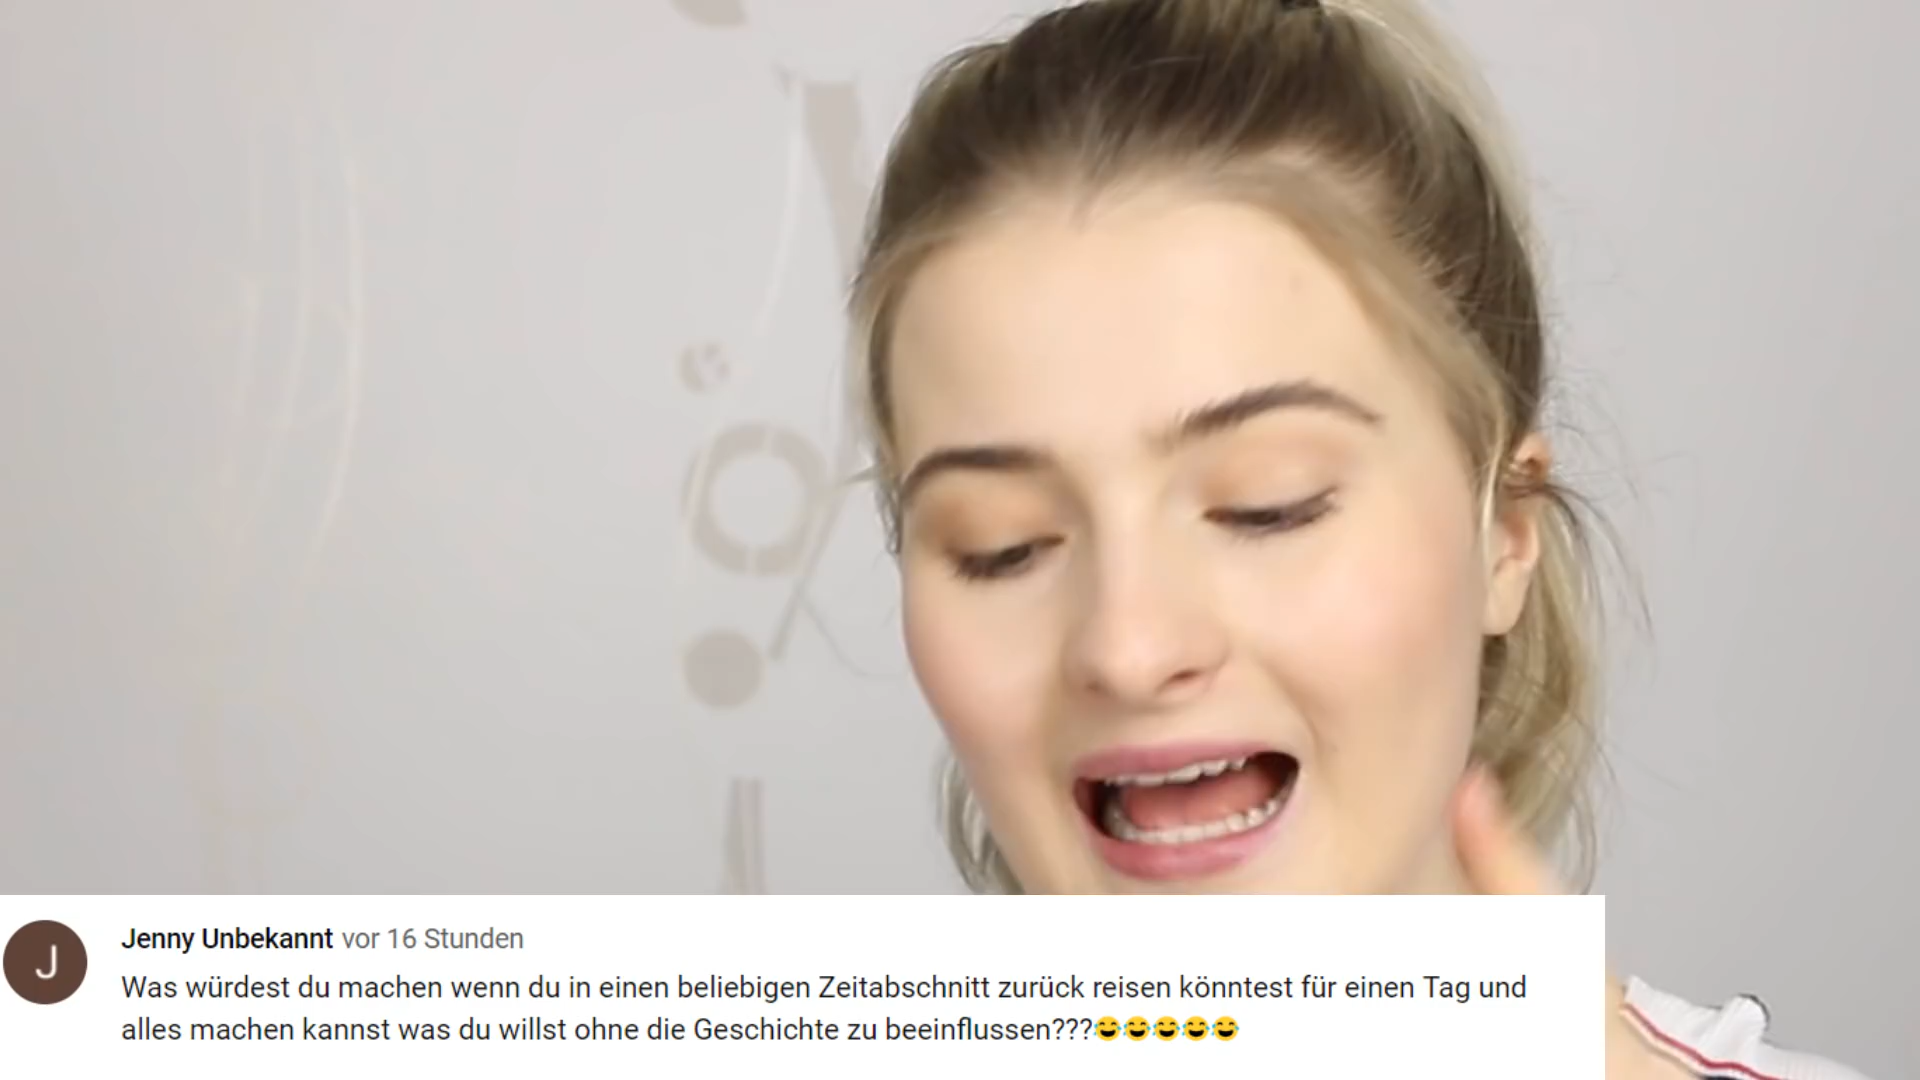 J
Jenny Unbekannt vor 16 Stunden
Was würdest du machen wenn du in einen beliebigen Zeitabschnitt zurück reisen könntest für einen Tag und
alles machen kannst was du willst ohne die Geschichte zu beeinflussen???😂😂😂😂😂